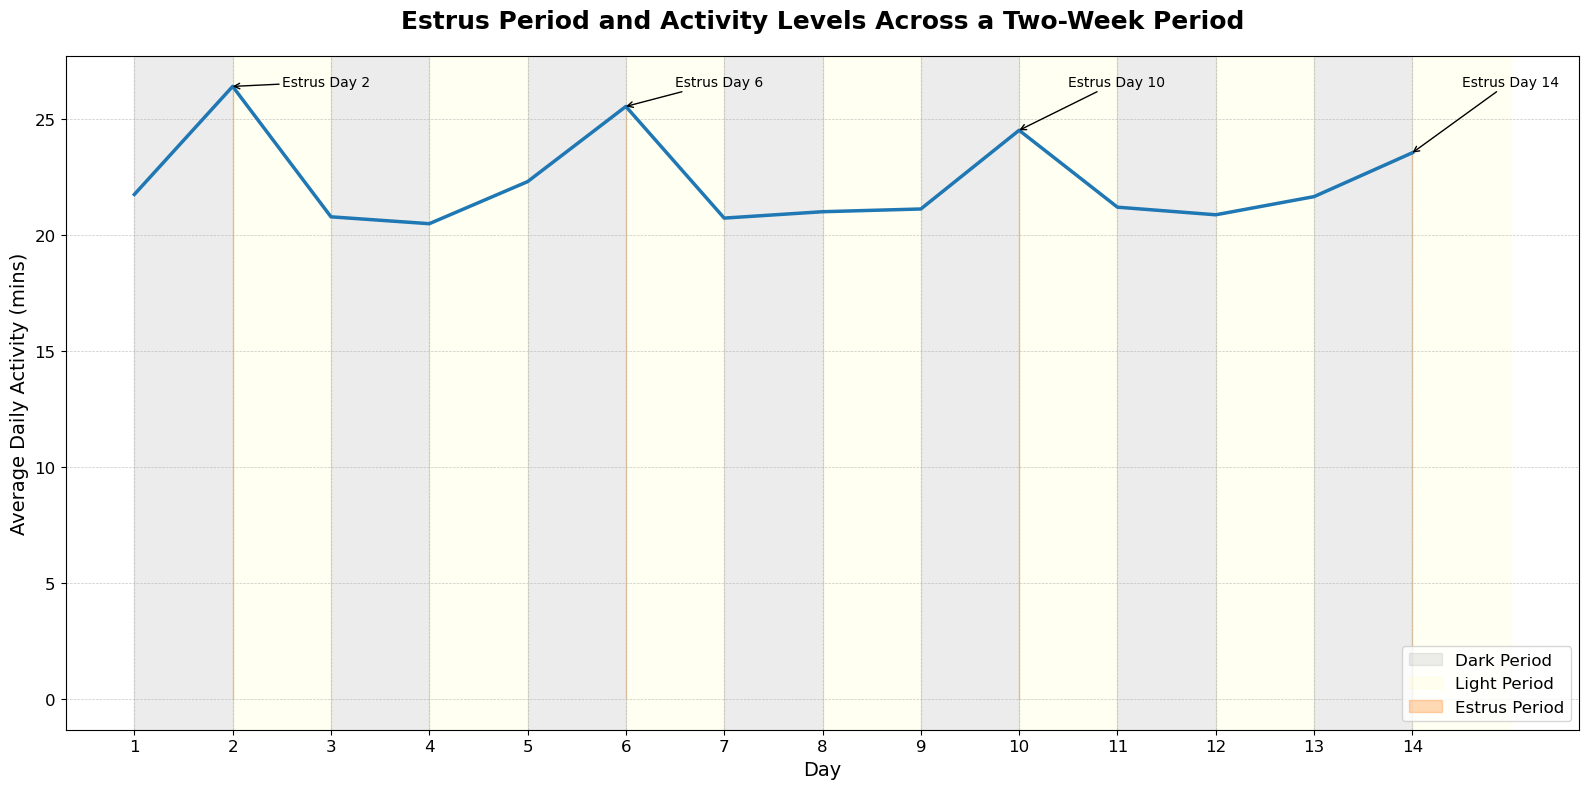 Estrus Period and Activity Levels Across a Two-Week Period
Estrus Day 2
Estrus Day 6
Estrus Day 10
Estrus Day 14
25
20
15
10
5
0
Average Daily Activity (mins)
Dark Period
Light Period
Estrus Period
1 2 3 4 5 6 7 8 9 10 11 12 13 14
Day